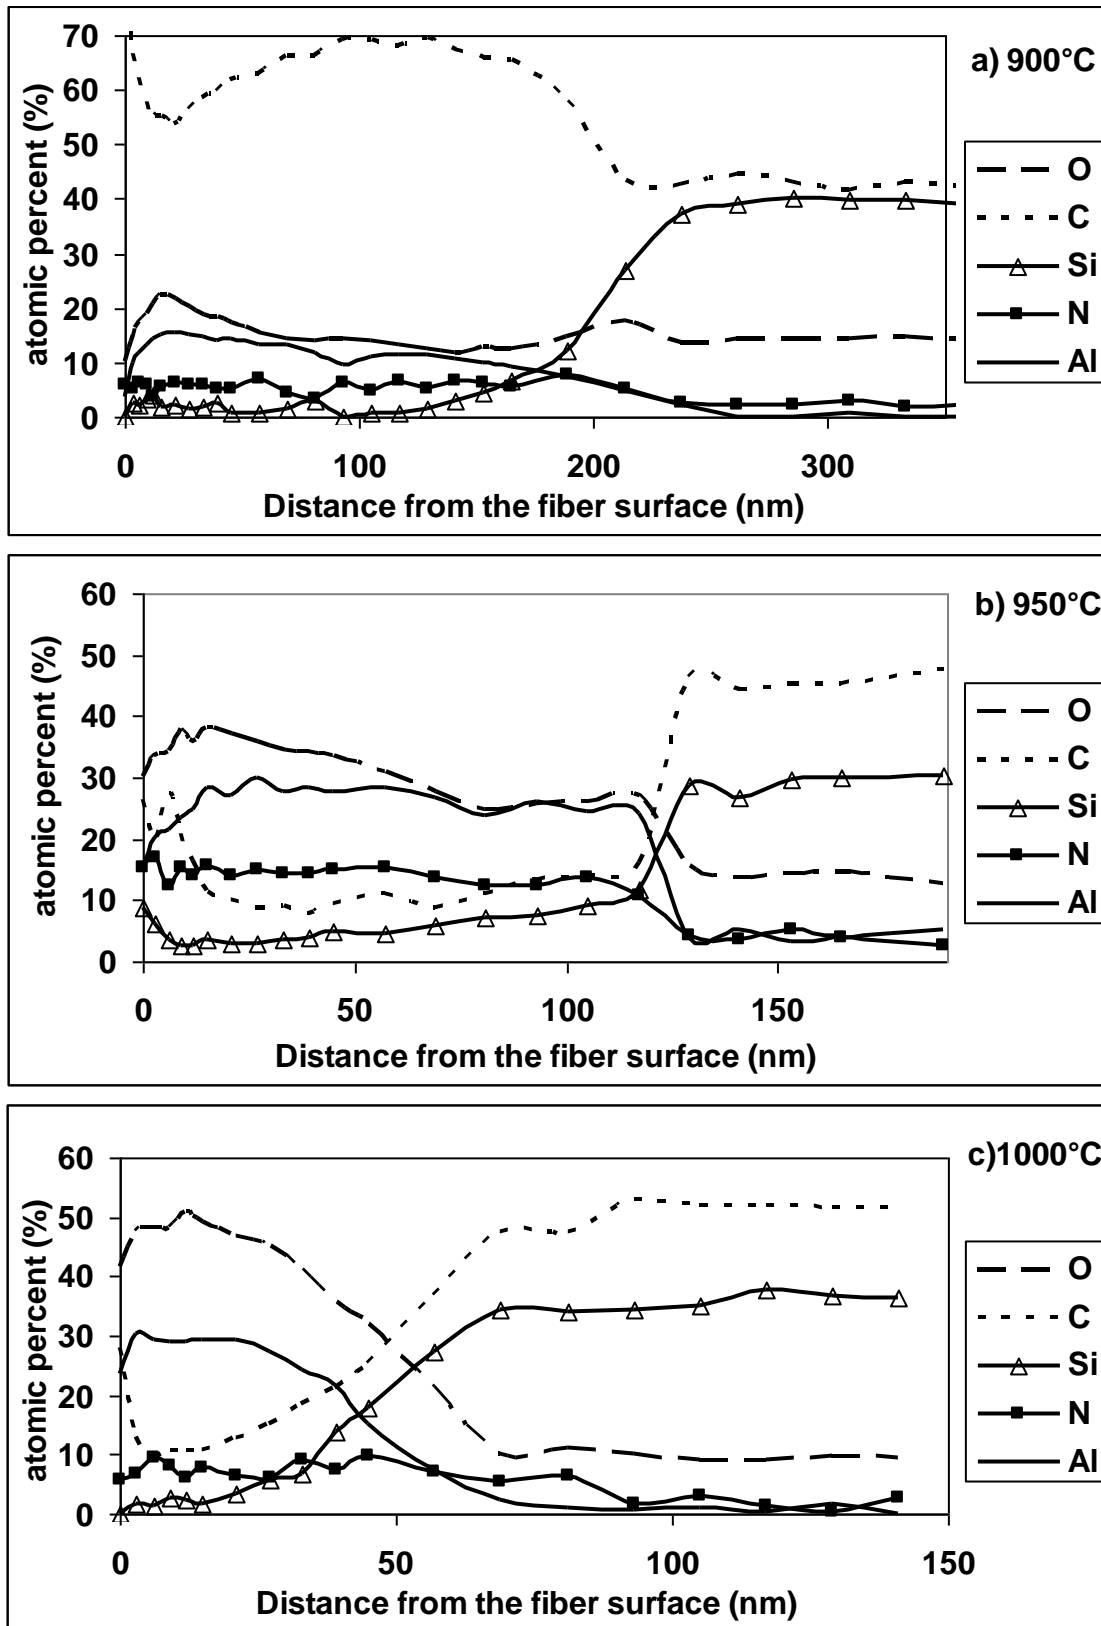 a) 900°C
atomic percent (%)
70
60
50
40
30
20
10
0
0 100 200 300
Distance from the fiber surface (nm)
O
C
Si
N
Al
b) 950°C
atomic percent (%)
60
50
40
30
20
10
0
0 50 100 150
Distance from the fiber surface (nm)
O
C
Si
N
Al
c)1000°C
atomic percent (%)
60
50
40
30
20
10
0
0 50 100 150
Distance from the fiber surface (nm)
O
C
Si
N
Al